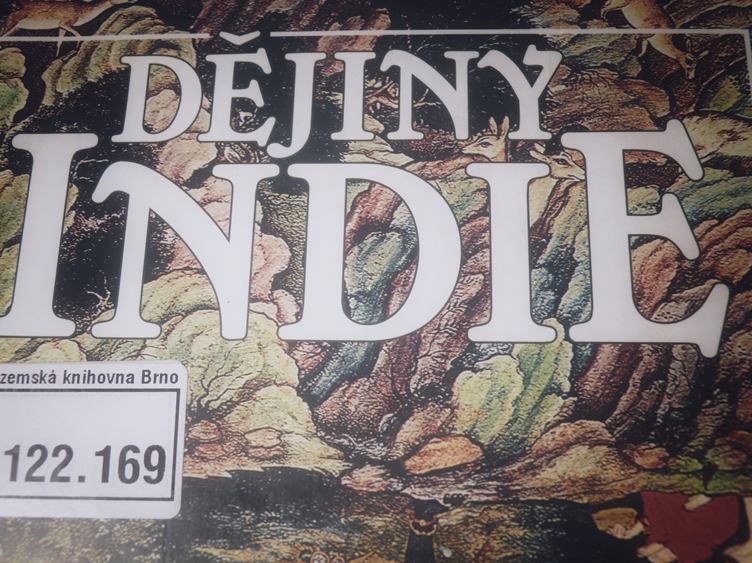 DĚJINY
INDIE
zemská knihovna Brno
122.169